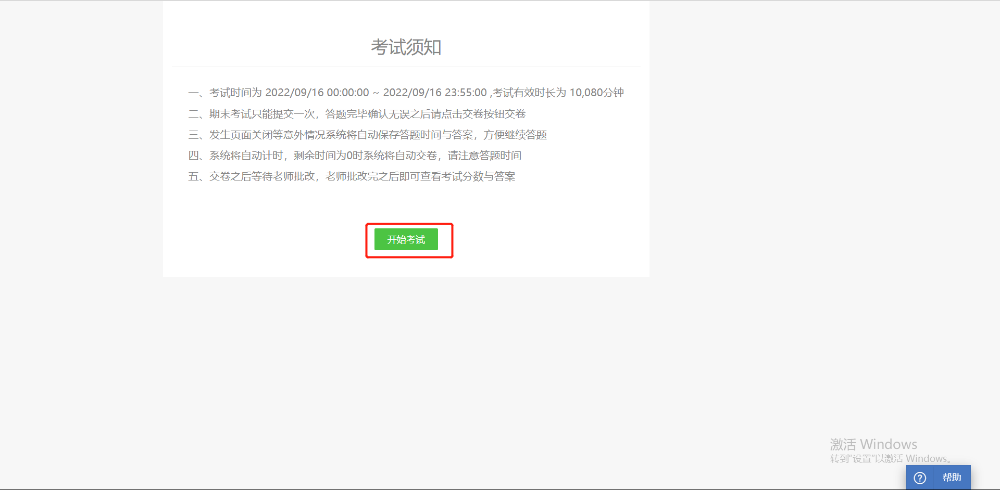 考试须知
一、考试时间为 2022/09/16 00:00:00 ~ 2022/09/16 23:55:00 ,考试有效时长为 10,080分钟
二、期末考试只能提交一次，答题完毕确认无误之后请点击交卷按钮交卷
三、发生页面关闭等意外情况系统将自动保存答题时间与答案，方便继续答题
四、系统将自动计时，剩余时间为0时系统将自动交卷，请注意答题时间
五、交卷之后等待老师批改，老师批改完之后即可查看考试分数与答案
开始考试
激活 Windows
转到"设置"以激活 Windows。
帮助